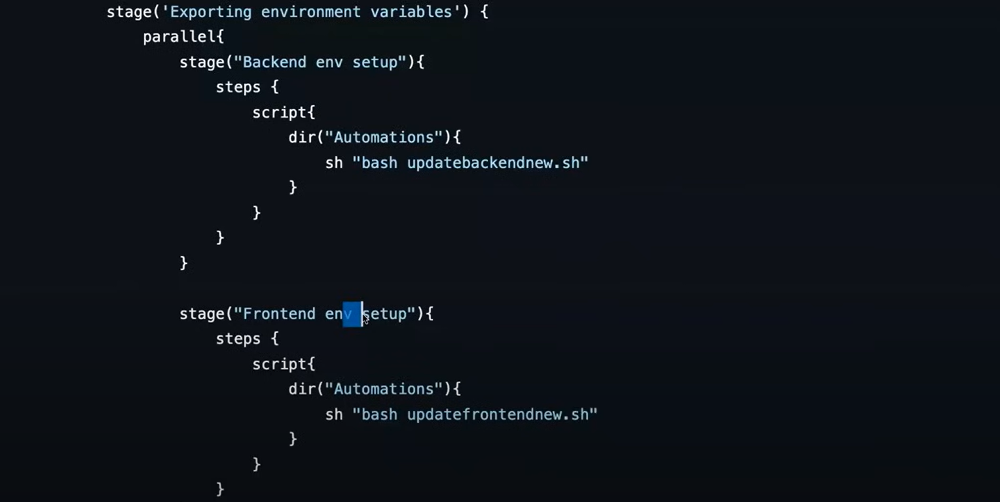 stage('Exporting environment variables') {
parallel{
stage("Backend env setup"){
steps {
script{
dir("Automations"){
sh "bash updatebackendnew.sh"
}
}
}
}
stage("Frontend env setup"){
steps {
script{
dir("Automations"){
sh "bash updatefrontendnew.sh"
}
}
}